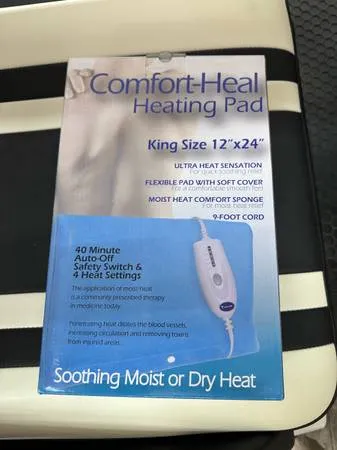 Comfort-Heal
Heating Pad
King Size 12"x24"
ULTRA HEAT SENSATION
For quick soothing relief
FLEXIBLE PAD WITH SOFT COVER
For a comfortable smooth feel
MOIST HEAT COMFORT SPONGE
For moist heat relief
9-FOOT CORD
40 Minute
Auto-Off
Safety Switch &
4 Heat Settings
The application of moist heat
is a commonly prescribed therapy
in medicine today.
Penetrating heat dilates the blood vessels,
increasing circulation and removing toxins
from injured areas.
Soothing Moist or Dry Heat